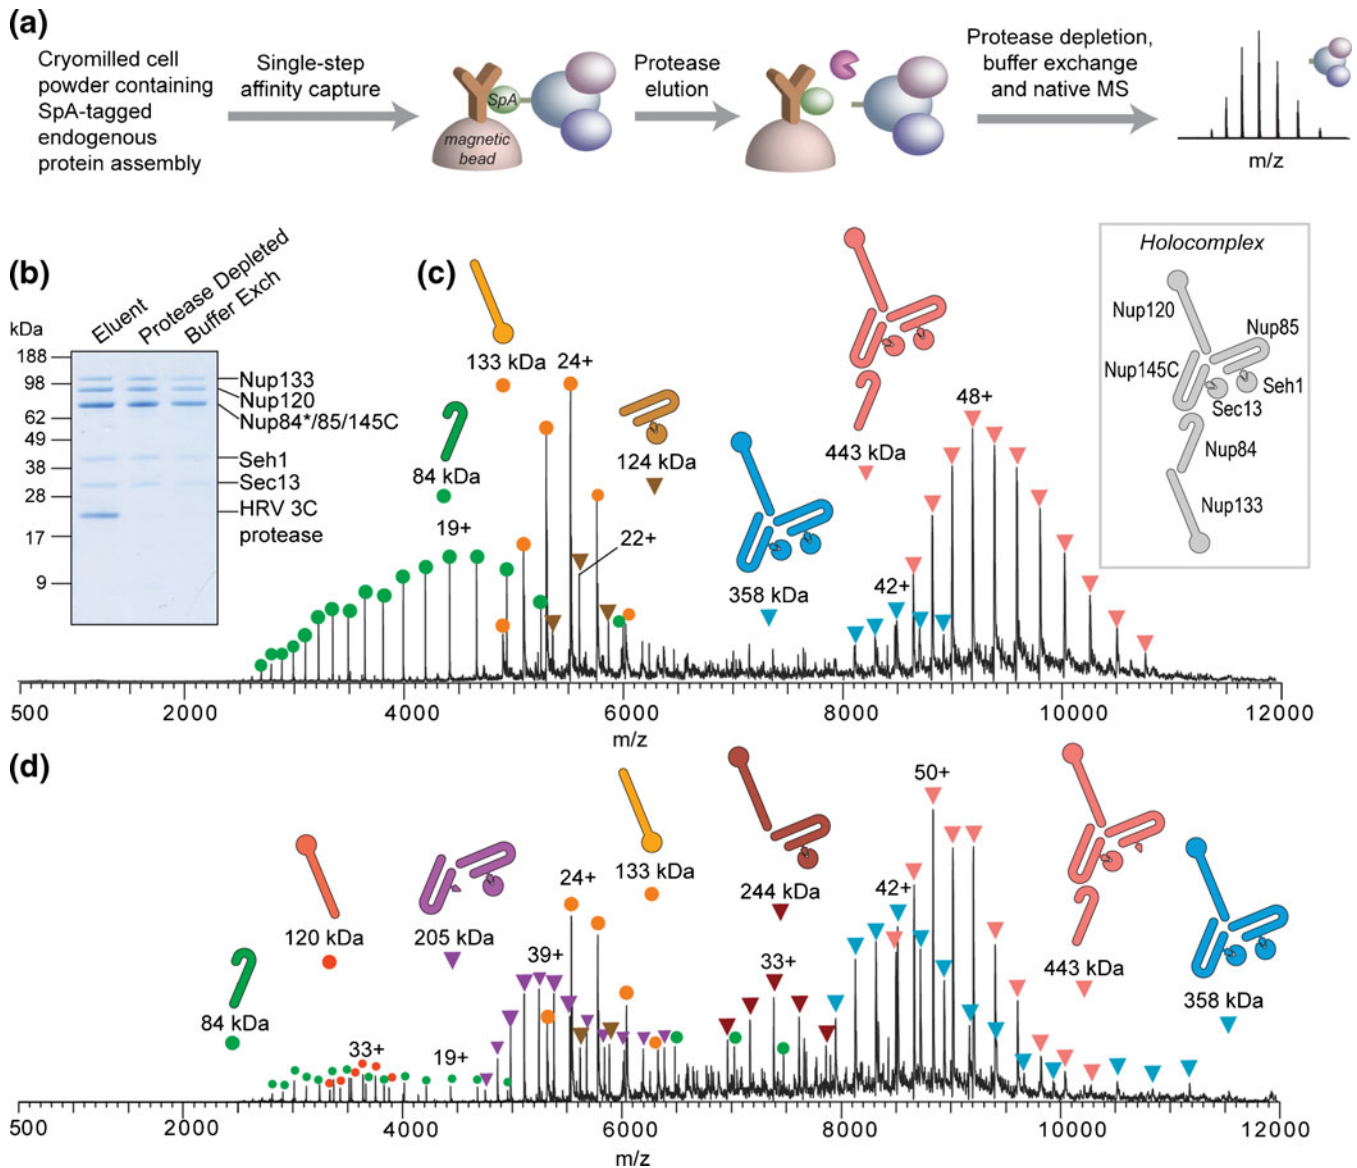 (a)
Cryomilled cell
powder containing
SpA-tagged
endogenous
protein assembly
Single-step
affinity capture
SpA
magnetic
bead
Protease
elution
Protease depletion,
buffer exchange
and native MS
m/z
(b)
Eluent
Protease Depleted
Buffer Exch
kDa
188
98
62
49
38
28
17
9
Nup133
Nup120
Nup84*/85/145C
Seh1
Sec13
HRV 3C
protease
(c)
133 kDa
24+
84 kDa
19+
124 kDa
22+
358 kDa
42+
443 kDa
48+
Holocomplex
Nup120
Nup85
Nup145C
Seh1
Sec13
Nup84
Nup133
500
2000
4000
6000
8000
10000
12000
m/z
(d)
84 kDa
120 kDa
33+
205 kDa
19+
39+
24+
133 kDa
244 kDa
33+
42+
50+
443 kDa
358 kDa
500
2000
4000
6000
8000
10000
12000
m/z